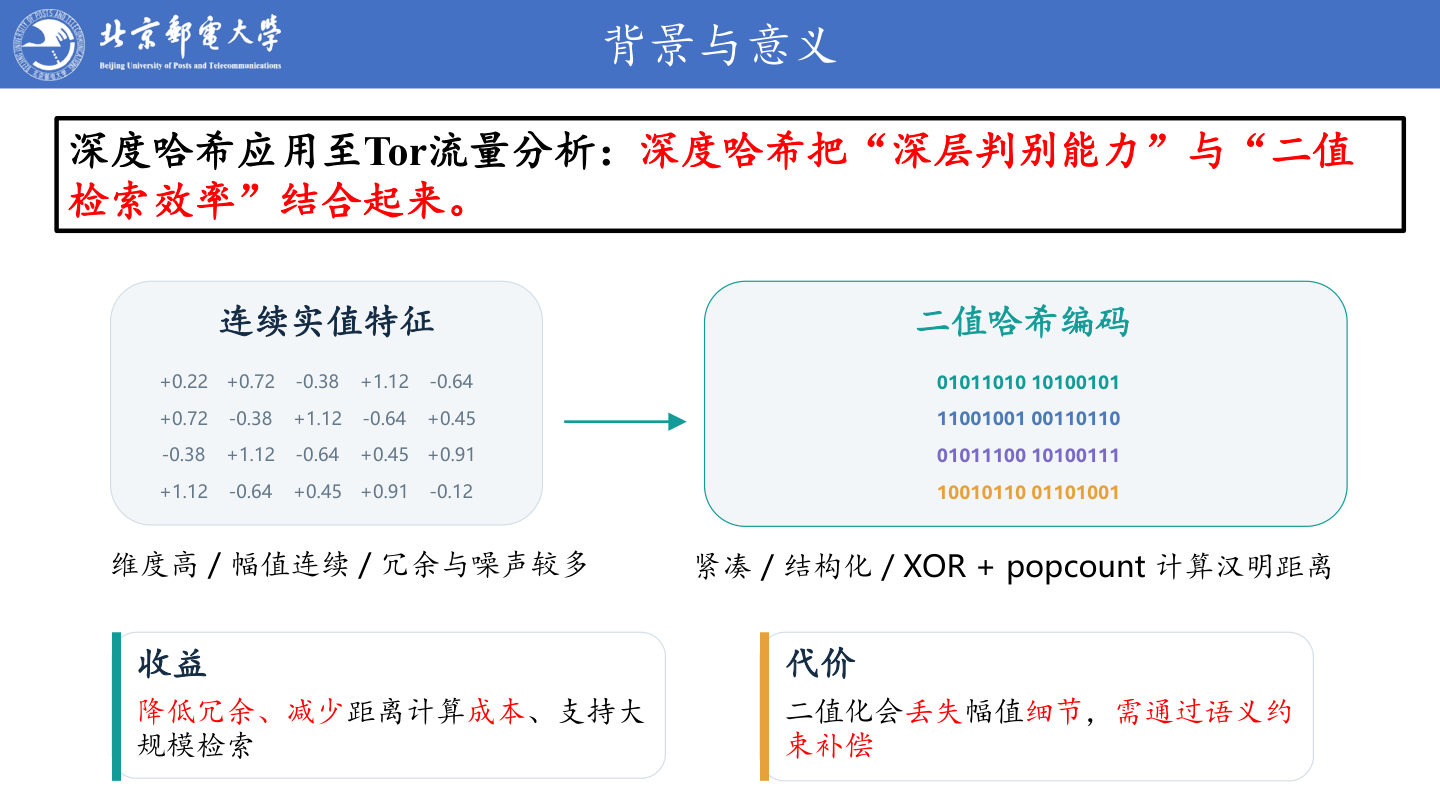 北京郵電大學
Beijing University of Posts and Telecommunications
背景与意义
深度哈希应用至Tor流量分析：深度哈希把“深层判别能力”与“二值
检索效率”结合起来。
连续实值特征
+0.22 +0.72 -0.38 +1.12 -0.64
+0.72 -0.38 +1.12 -0.64 +0.45
-0.38 +1.12 -0.64 +0.45 +0.91
+1.12 -0.64 +0.45 +0.91 -0.12
二值哈希编码
01011010 10100101
11001001 00110110
01011100 10100111
10010110 01101001
维度高 / 幅值连续 / 冗余与噪声较多
紧凑 / 结构化 / XOR + popcount 计算汉明距离
收益
降低冗余、减少距离计算成本、支持大
规模检索
代价
二值化会丢失幅值细节，需通过语义约
束补偿